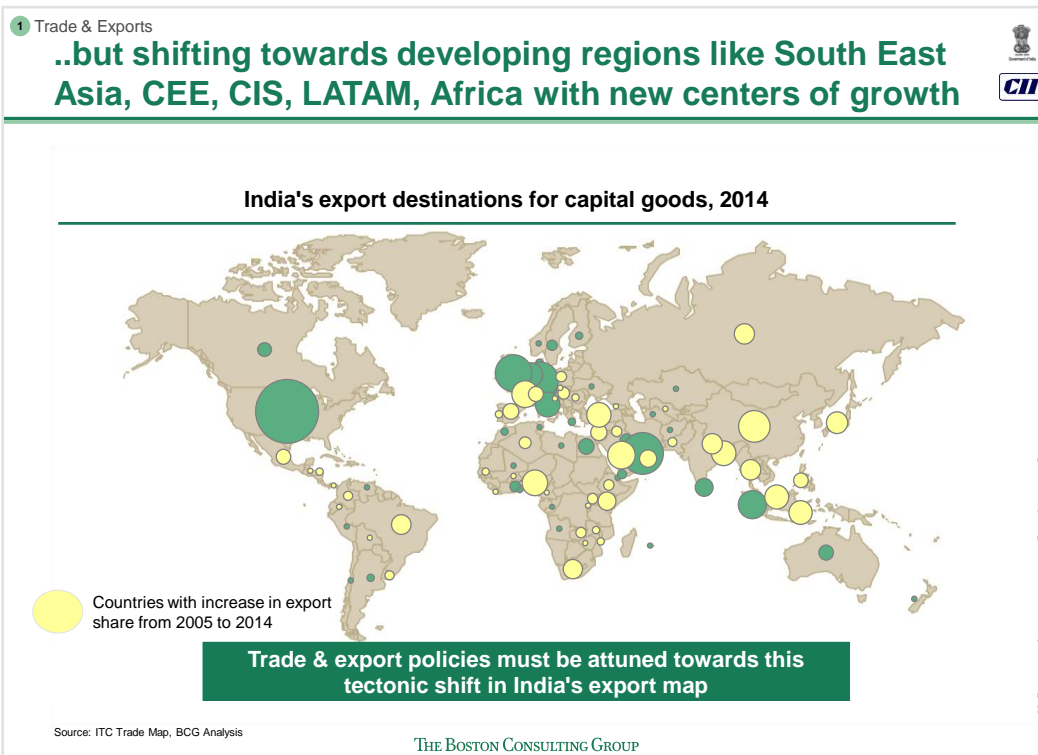 1 Trade & Exports
..but shifting towards developing regions like South East
Asia, CEE, CIS, LATAM, Africa with new centers of growth
CII
India's export destinations for capital goods, 2014
Countries with increase in export
share from 2005 to 2014
Trade & export policies must be attuned towards this
tectonic shift in India's export map
Source: ITC Trade Map, BCG Analysis
THE BOSTON CONSULTING GROUP